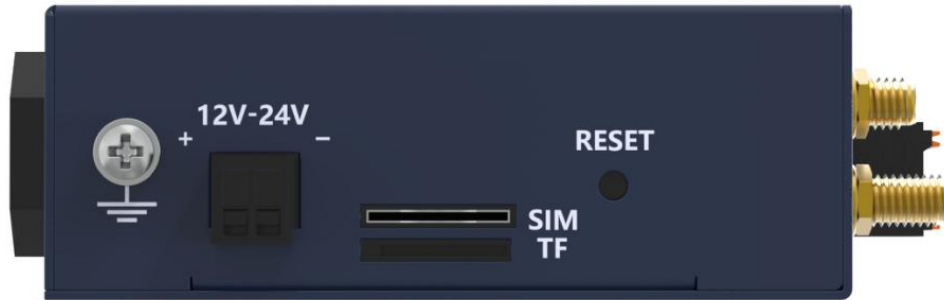 12V-24V
+ −
RESET
SIM
TF